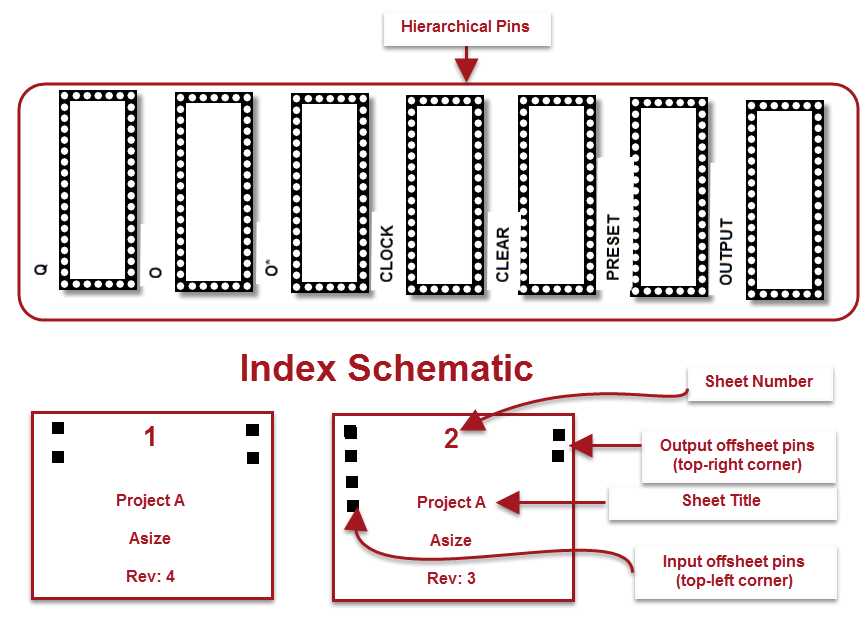 Hierarchical Pins
Q
O
O*
CLOCK
CLEAR
PRESET
OUTPUT
Index Schematic
Sheet Number
1
2
Output offsheet pins
(top-right corner)
Project A
Project A
Sheet Title
Asize
Asize
Input offsheet pins
(top-left corner)
Rev: 4
Rev: 3